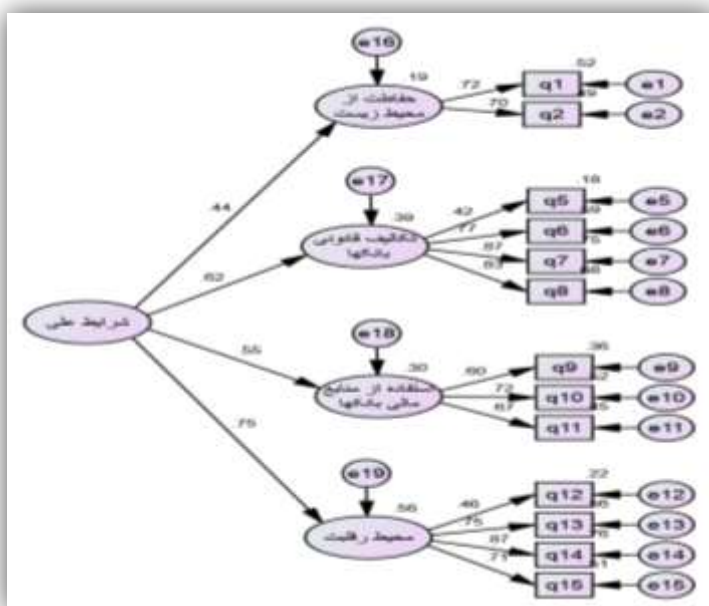 e16
.19
حفاظت از
محیط زیست
.72
.70
.52
q1
e1
q2
e2
.44
e17
.39
تکالیف قانونی
بانکها
.62
.42
.77
.87
.18
q5
e5
q6
e6
.75
q7
e7
q8
e8
شرایط علی
.55
e18
.30
استفاده از منابع
مالی بانکها
.60
.72
.67
.36
q9
e9
q10
e10
q11
e11
.75
e19
.56
محیط رقابت
.46
.75
.87
.71
.22
q12
e12
q13
e13
.76
q14
e14
q15
e15